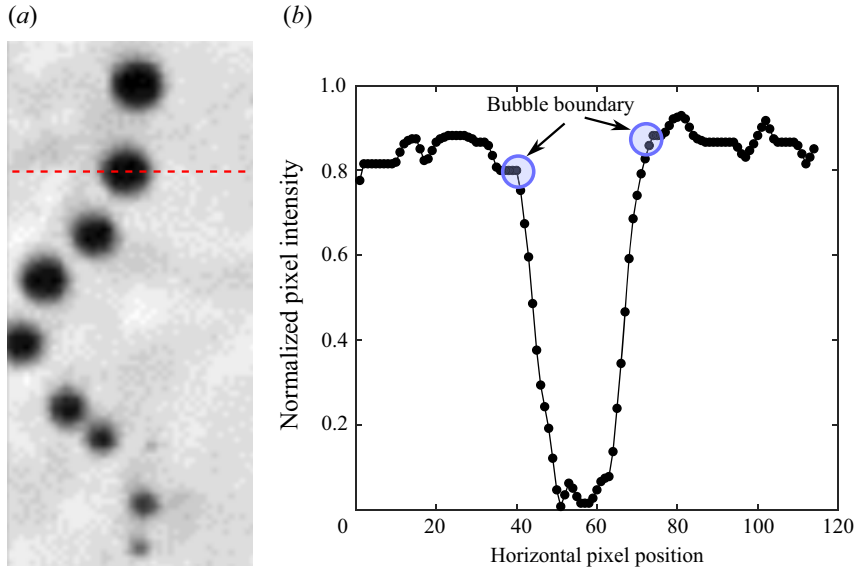 (a)
(b)
1.0
Bubble boundary
0.8
0.6
0.4
0.2
Normalized pixel intensity
0
20
40
60
80
100
120
Horizontal pixel position